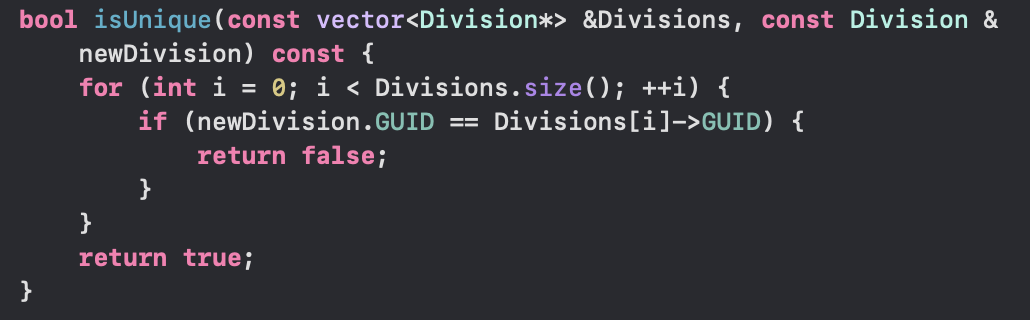 bool isUnique(const vector<Division*> &Divisions, const Division &
    newDivision) const {
    for (int i = 0; i < Divisions.size(); ++i) {
        if (newDivision.GUID == Divisions[i]->GUID) {
            return false;
        }
    }
    return true;
}